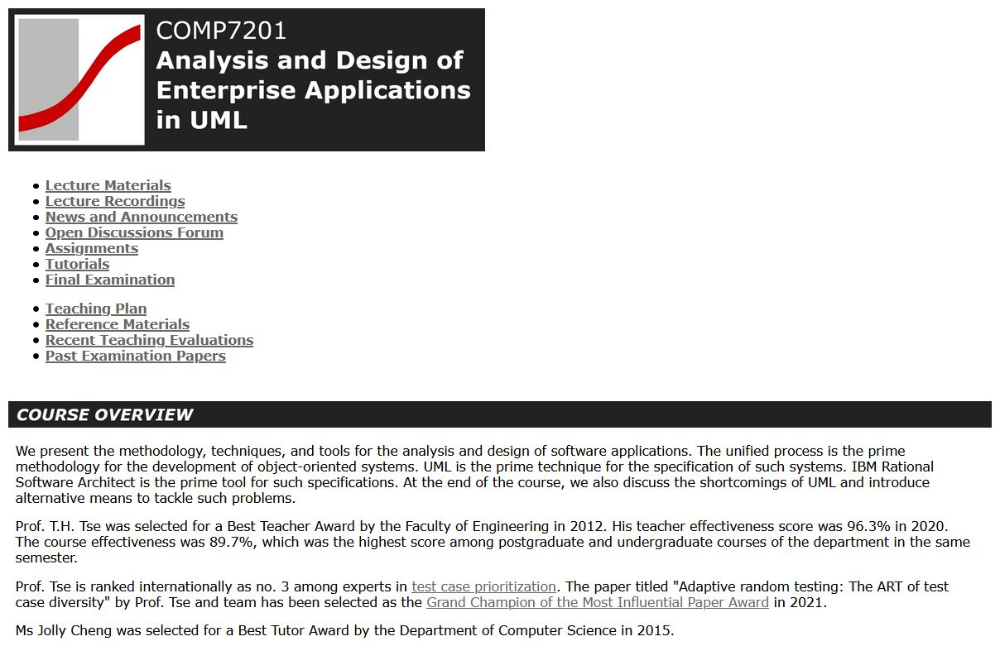 COMP7201
Analysis and Design of
Enterprise Applications
in UML
Lecture Materials
Lecture Recordings
News and Announcements
Open Discussions Forum
Assignments
Tutorials
Final Examination
Teaching Plan
Reference Materials
Recent Teaching Evaluations
Past Examination Papers
COURSE OVERVIEW
We present the methodology, techniques, and tools for the analysis and design of software applications. The unified process is the prime
methodology for the development of object-oriented systems. UML is the prime technique for the specification of such systems. IBM Rational
Software Architect is the prime tool for such specifications. At the end of the course, we also discuss the shortcomings of UML and introduce
alternative means to tackle such problems.
Prof. T.H. Tse was selected for a Best Teacher Award by the Faculty of Engineering in 2012. His teacher effectiveness score was 96.3% in 2020.
The course effectiveness was 89.7%, which was the highest score among postgraduate and undergraduate courses of the department in the same
semester.
Prof. Tse is ranked internationally as no. 3 among experts in test case prioritization. The paper titled "Adaptive random testing: The ART of test
case diversity" by Prof. Tse and team has been selected as the Grand Champion of the Most Influential Paper Award in 2021.
Ms Jolly Cheng was selected for a Best Tutor Award by the Department of Computer Science in 2015.